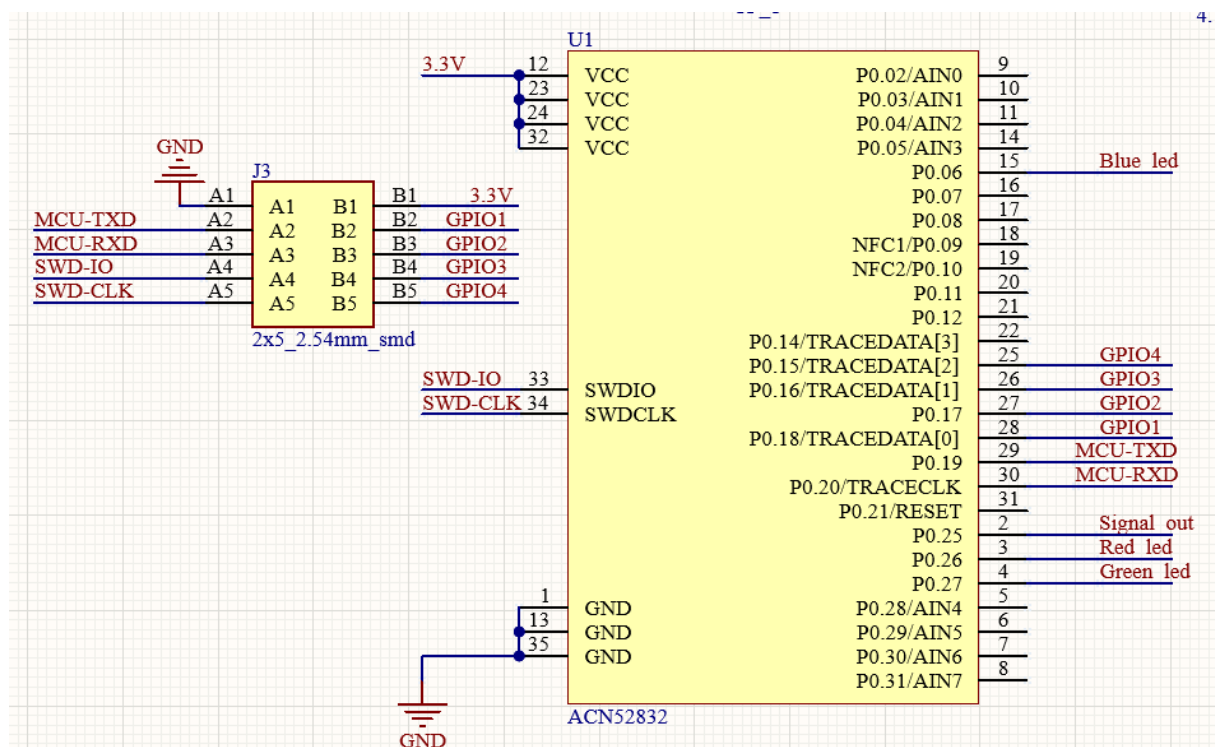 4.
U1
3.3V 12 VCC P0.02/AIN0 9
23 VCC P0.03/AIN1 10
24 VCC P0.04/AIN2 11
32 VCC P0.05/AIN3 14
P0.06 15 Blue led
P0.07 16
P0.08 17
NFC1/P0.09 18
NFC2/P0.10 19
P0.11 20
P0.12 21
P0.14/TRACEDATA[3] 22
P0.15/TRACEDATA[2] 25 GPIO4
SWD-IO 33 SWDIO P0.16/TRACEDATA[1] 26 GPIO3
SWD-CLK 34 SWDCLK P0.17 27 GPIO2
P0.18/TRACEDATA[0] 28 GPIO1
P0.19 29 MCU-TXD
P0.20/TRACECLK 30 MCU-RXD
P0.21/RESET 31
P0.25 2 Signal out
P0.26 3 Red led
P0.27 4 Green led
1 GND P0.28/AIN4 5
13 GND P0.29/AIN5 6
35 GND P0.30/AIN6 7
P0.31/AIN7 8
GND
ACN52832
GND
J3
A1 A1 B1 B1 3.3V
MCU-TXD A2 A2 B2 B2 GPIO1
MCU-RXD A3 A3 B3 B3 GPIO2
SWD-IO A4 A4 B4 B4 GPIO3
SWD-CLK A5 A5 B5 B5 GPIO4
2x5_2.54mm_smd